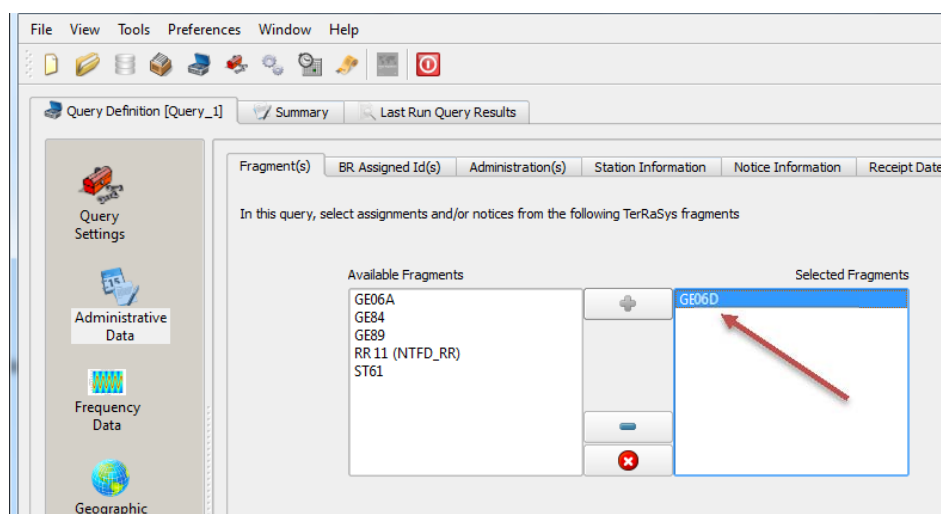 File View Tools Preferences Window Help
Query Definition [Query_1] Summary Last Run Query Results
Fragment(s) BR Assigned Id(s) Administration(s) Station Information Notice Information Receipt Date
Query
Settings
In this query, select assignments and/or notices from the following TerRaSys fragments
Administrative
Data
Frequency
Data
Geographic
Available Fragments
GE06A
GE84
GE89
RR 11 (NTFD_RR)
ST61
Selected Fragments
GE06D